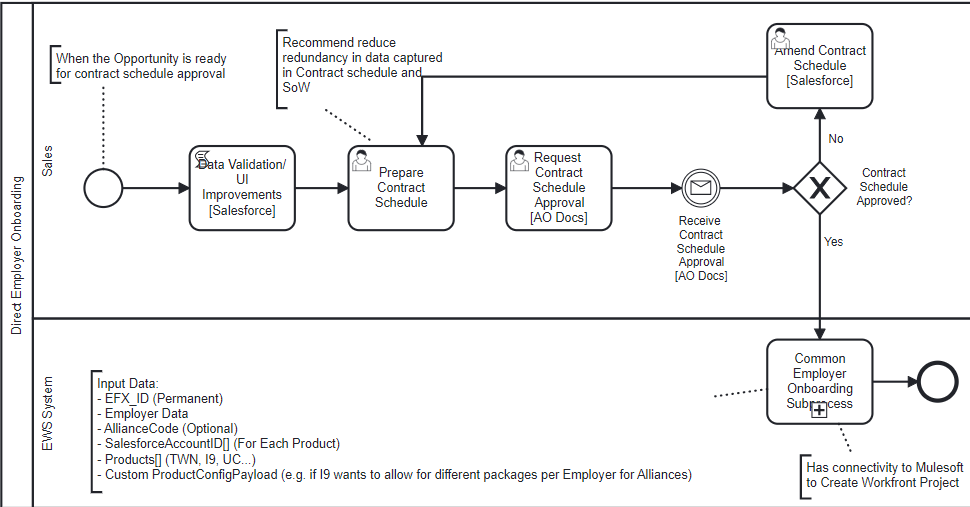 Direct Employer Onboarding
Sales
When the Opportunity is ready
for contract schedule approval
Data Validation/
UI
Improvements
[Salesforce]
Recommend reduce
redundancy in data captured
in Contract schedule and
SoW
Prepare
Contract
Schedule
Request
Contract
Schedule
Approval
[AO Docs]
Receive
Contract
Schedule
Approval
[AO Docs]
Amend Contract
Schedule
[Salesforce]
No
Contract
Schedule
Approved?
Yes
EWS System
Input Data:
- EFX_ID (Permanent)
- Employer Data
- AllianceCode (Optional)
- SalesforceAccountID[] (For Each Product)
- Products[] (TWN, I9, UC...)
- Custom ProductConfigPayload (e.g. if I9 wants to allow for different packages per Employer for Alliances)
Common
Employer
Onboarding
Subprocess
Has connectivity to Mulesoft
to Create Workfront Project